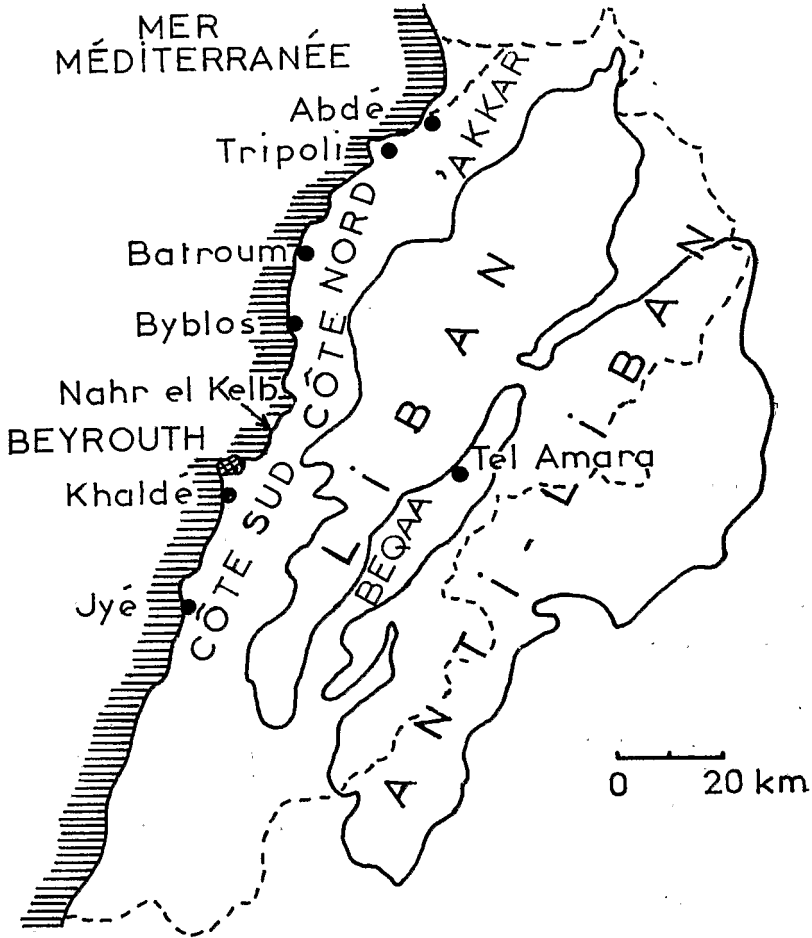 MER
MÉDITERRANÉE
Abdé
Tripoli
'AKKAR
Batroum
CÔTE NORD
Byblos
LIBAN
Nahr el Kelb
BEYROUTH
Tel Amara
Khaldé
CÔTE SUD
BEQAA
ANTI-LIBAN
Jyé
0 20 km